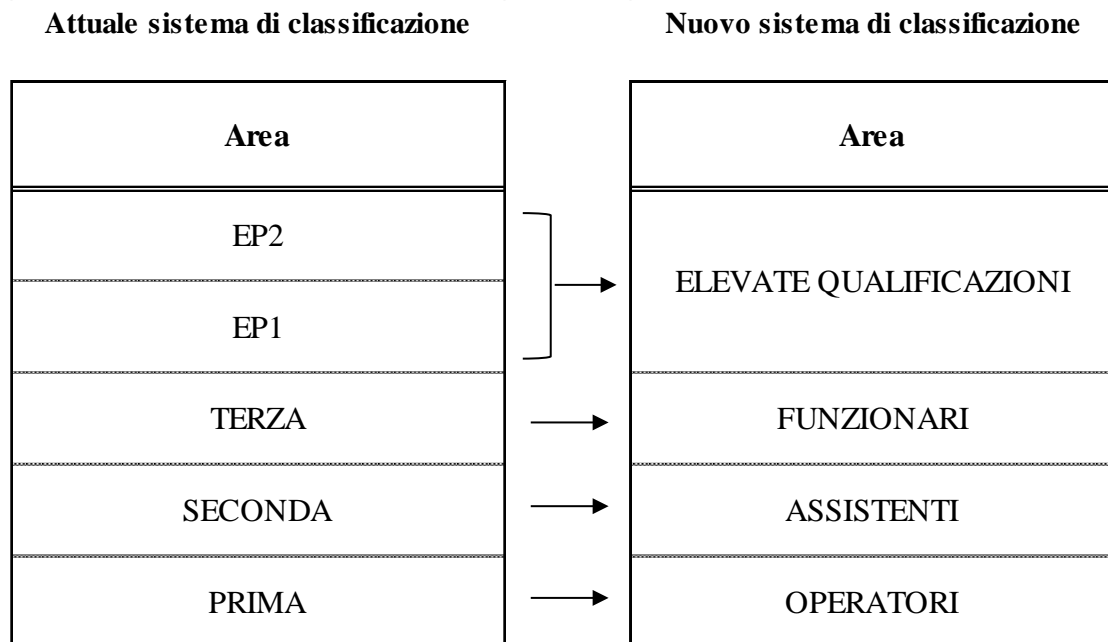 Attuale sistema di classificazione
Nuovo sistema di classificazione
Area
Area
EP2
EP1
ELEVATE QUALIFICAZIONI
TERZA
FUNZIONARI
SECONDA
ASSISTENTI
PRIMA
OPERATORI